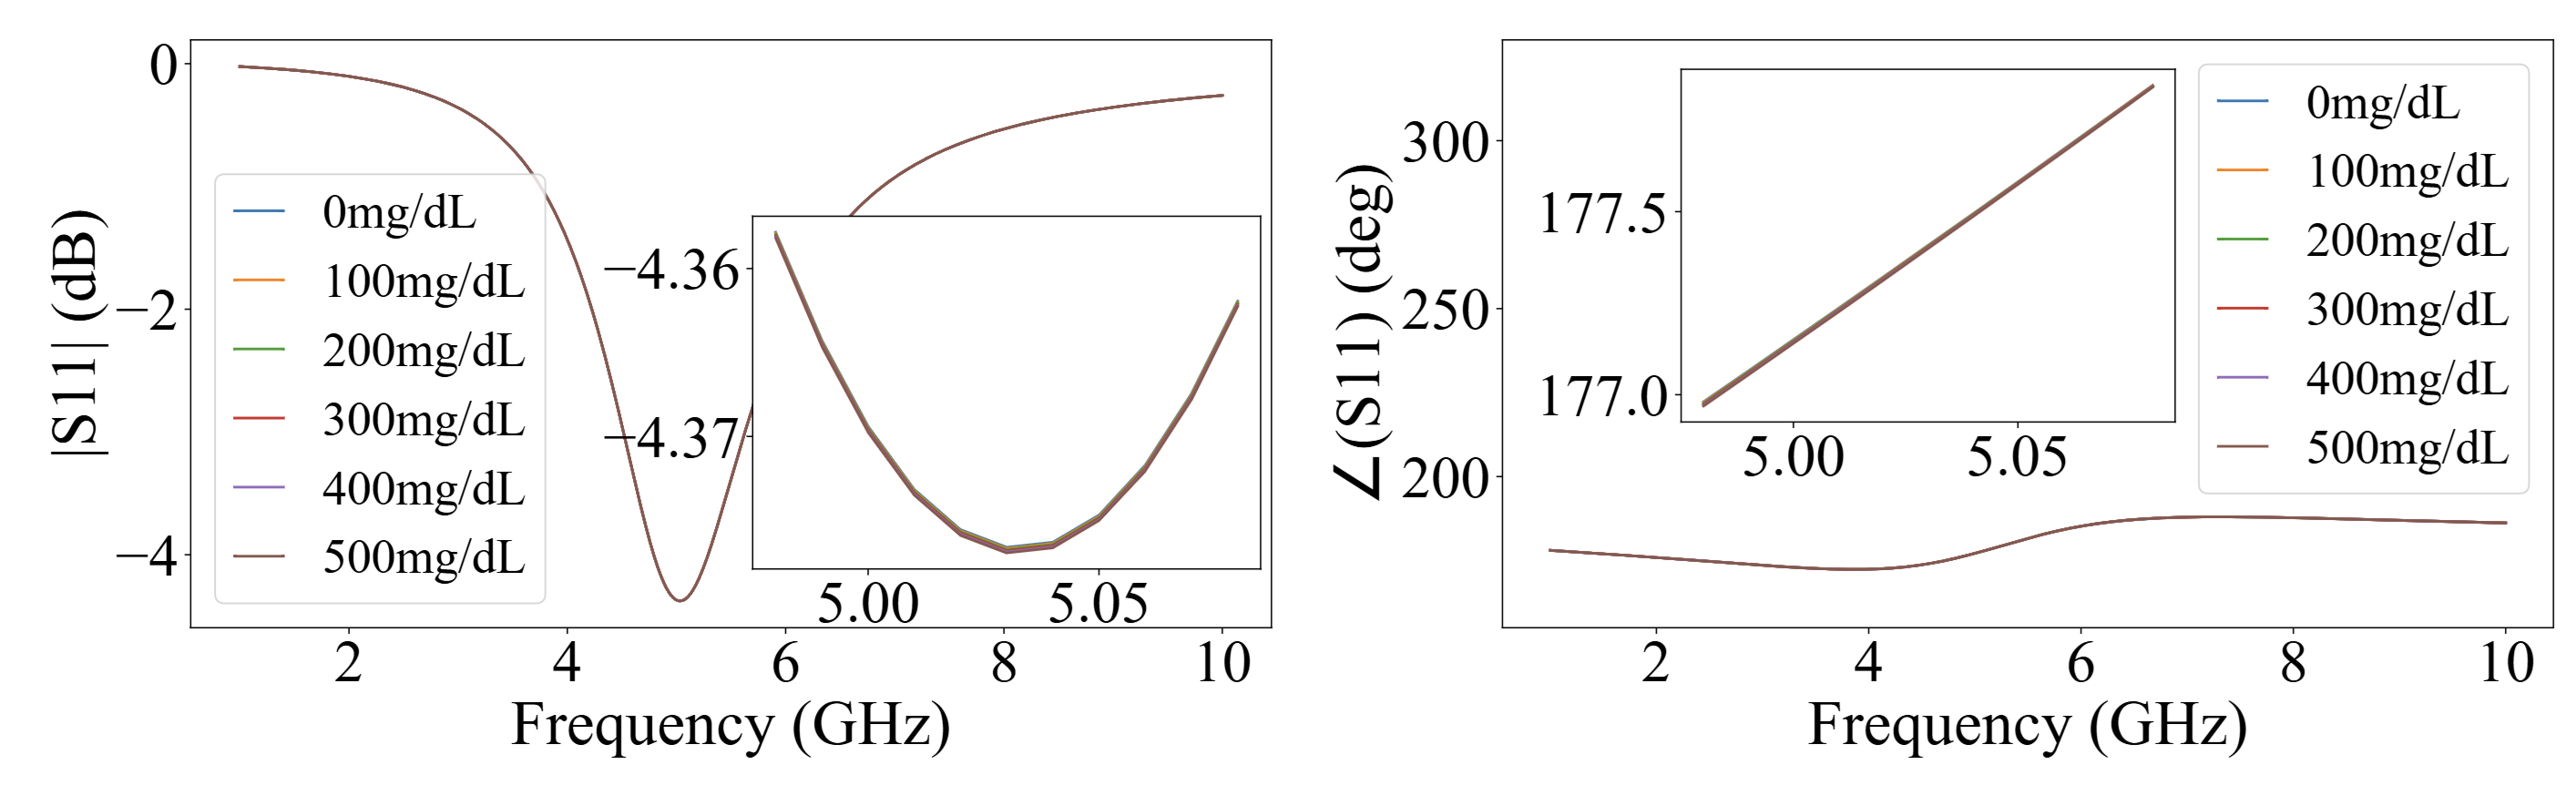 |S11| (dB)
0
−2
−4
0mg/dL
100mg/dL
200mg/dL
300mg/dL
400mg/dL
500mg/dL
−4.36
−4.37
5.00 5.05
2 4 6 8 10
Frequency (GHz)
∠(S11) (deg)
300
250
200
177.5
177.0
5.00 5.05
0mg/dL
100mg/dL
200mg/dL
300mg/dL
400mg/dL
500mg/dL
2 4 6 8 10
Frequency (GHz)